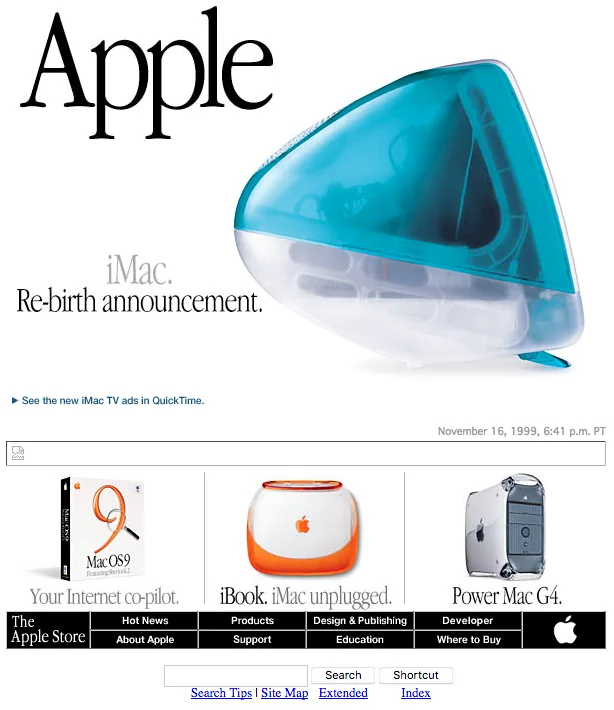 Apple
iMac.
Re-birth announcement.
See the new iMac TV ads in QuickTime.
November 16, 1999, 6:41 p.m. PT
9
Mac OS 9
Mac OS 9
Featuring Sherlock 2
Your Internet co-pilot.
iBook. iMac unplugged.
Power Mac G4.
The
Apple Store
Hot News
Products
Design & Publishing
Developer
About Apple
Support
Education
Where to Buy
Search
Shortcut
Search Tips | Site Map
Extended
Index